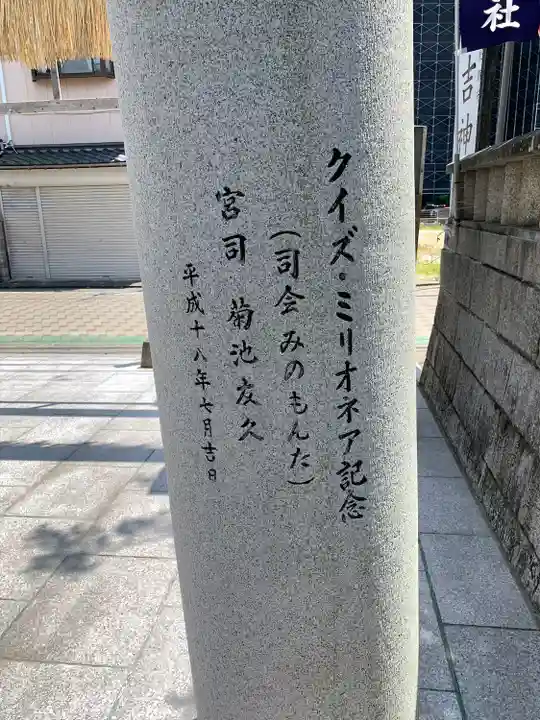 クイズ・ミリオネア記念
(司会みのもんた)
宮司 菊池友久
平成十八年七月吉日
社
吉神